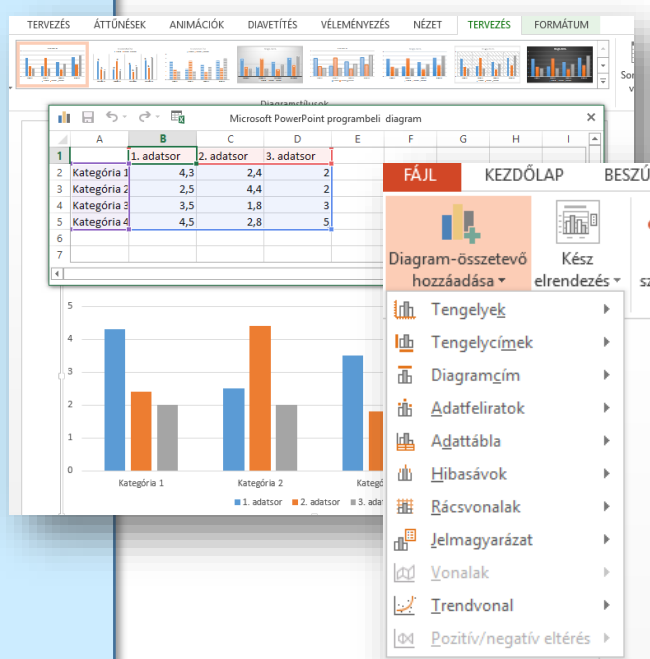 TERVEZÉS ÁTTŰNÉSEK ANIMÁCIÓK DIAVETÍTÉS VÉLEMÉNYEZÉS NÉZET TERVEZÉS FORMÁTUM
Diagramstílusok
Microsoft PowerPoint programbeli diagram
A B C D E F G H I
1 1. adatsor 2. adatsor 3. adatsor
2 Kategória 1 4,3 2,4 2
3 Kategória 2 2,5 4,4 2
4 Kategória 3 3,5 1,8 3
5 Kategória 4 4,5 2,8 5
6
7
5
4
3
2
1
0
Kategória 1 Kategória 2
1. adatsor 2. adatsor
FÁJL KEZDŐLAP BESZÚ
Diagram-összetevő
hozzáadása
Kész
elrendezés
Tengelyek
Tengelycímek
Diagramcím
Adatfeliratok
Adattábla
Hibasávok
Rácsvonalak
Jelmagyarázat
Vonalak
Trendvonal
Pozitív/negatív eltérés